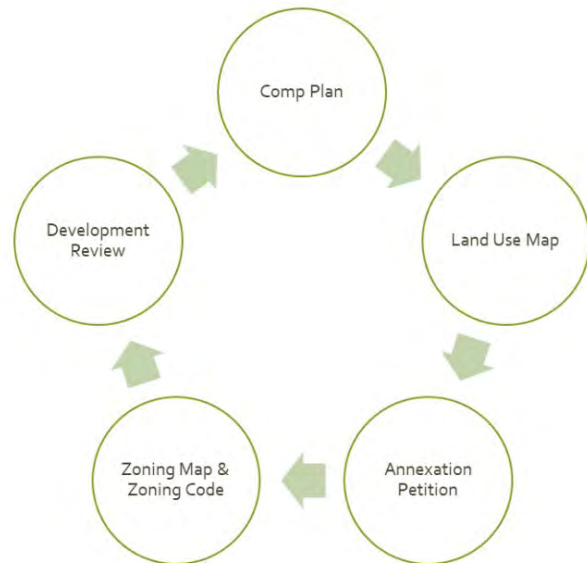 Comp Plan
Land Use Map
Annexation
Petition
Zoning Map &
Zoning Code
Development
Review